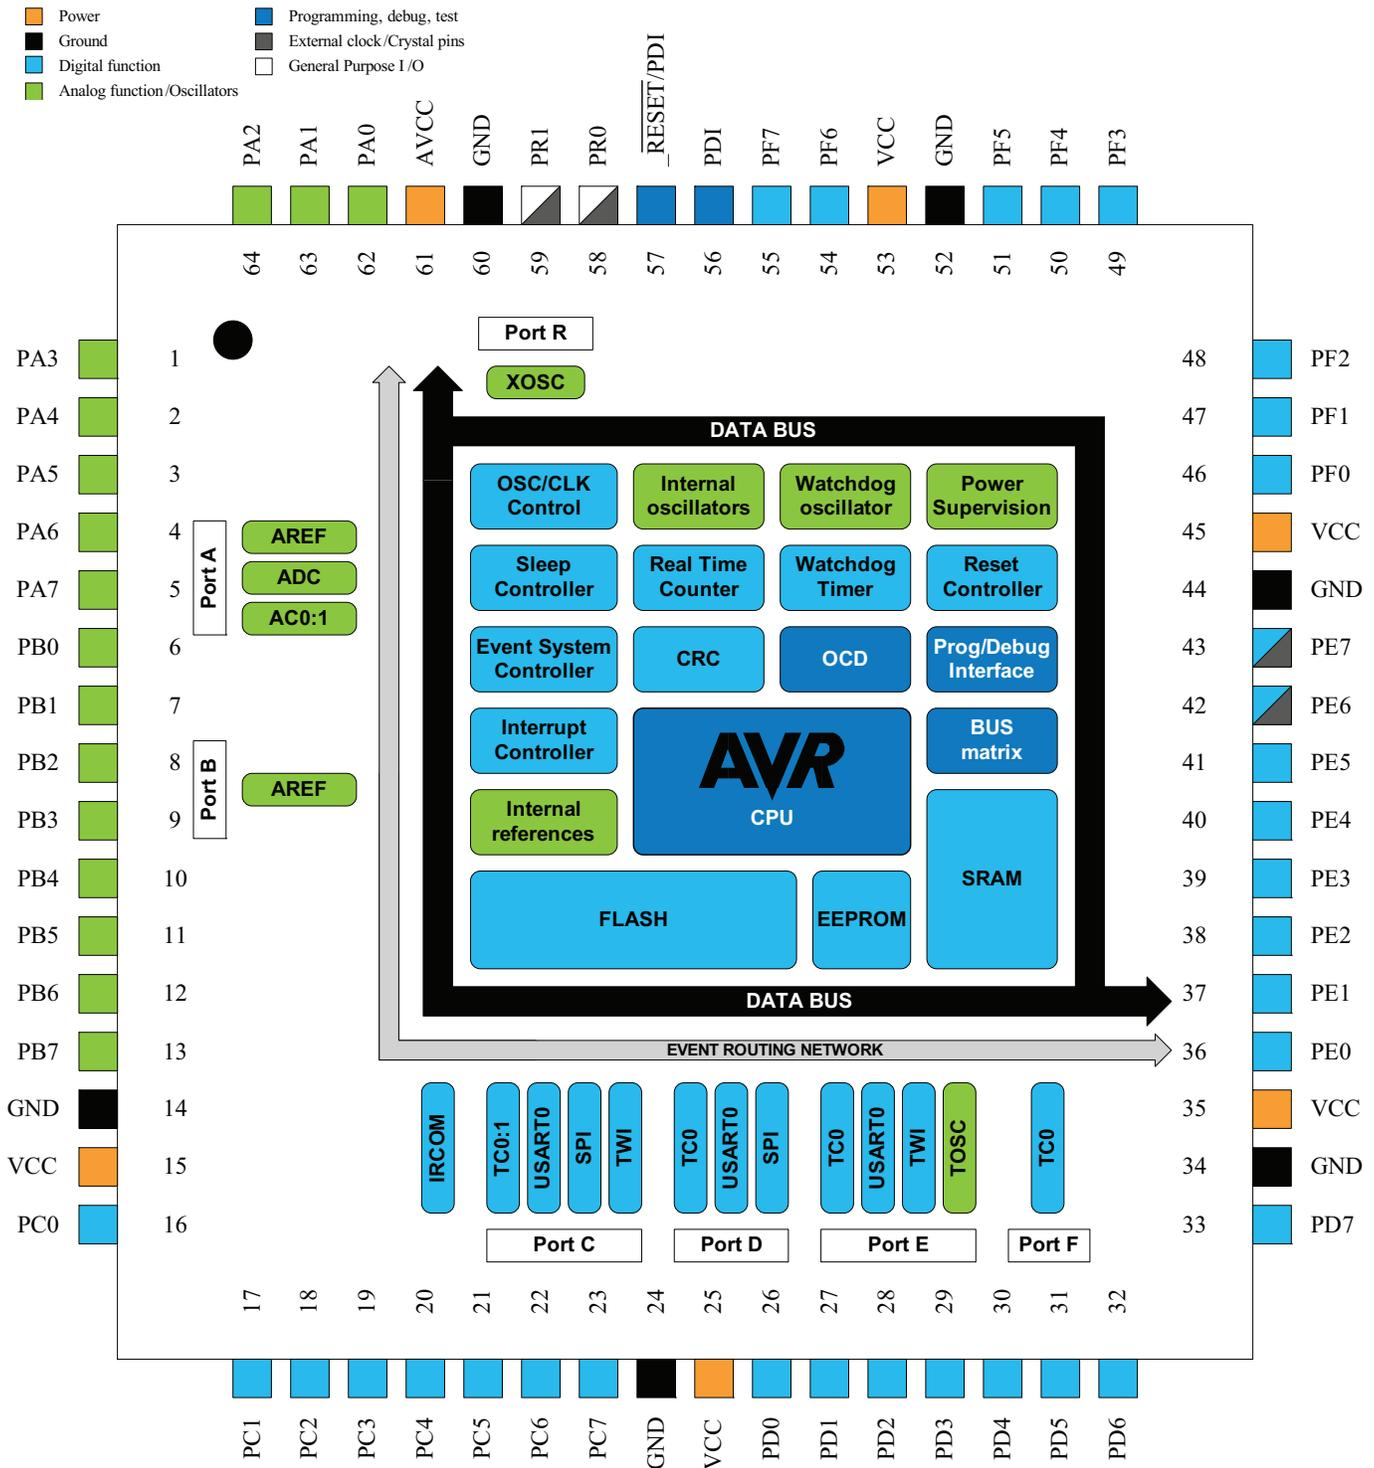 Power
Ground
Digital function
Analog function/Oscillators
Programming, debug, test
External clock/Crystal pins
General Purpose I/O
PA2 PA1 PA0 AVCC GND PR1 PR0 _RESET/PDI PDI PF7 PF6 VCC GND PF5 PF4 PF3
64 63 62 61 60 59 58 57 56 55 54 53 52 51 50 49
PA3 1
PA4 2
PA5 3
PA6 4
PA7 5
PB0 6
PB1 7
PB2 8
PB3 9
PB4 10
PB5 11
PB6 12
PB7 13
GND 14
VCC 15
PC0 16
Port A
AREF
ADC
AC0:1
Port B
AREF
Port R
XOSC
DATA BUS
OSC/CLK
Control
Internal
oscillators
Watchdog
oscillator
Power
Supervision
Sleep
Controller
Real Time
Counter
Watchdog
Timer
Reset
Controller
Event System
Controller
CRC
OCD
Prog/Debug
Interface
Interrupt
Controller
AVR
CPU
BUS
matrix
Internal
references
SRAM
FLASH
EEPROM
DATA BUS
EVENT ROUTING NETWORK
IRCOM
TC0:1
USART0
SPI
TWI
TC0
USART0
SPI
TC0
USART0
TWI
TOSC
TC0
Port C
Port D
Port E
Port F
48 PF2
47 PF1
46 PF0
45 VCC
44 GND
43 PE7
42 PE6
41 PE5
40 PE4
39 PE3
38 PE2
37 PE1
36 PE0
35 VCC
34 GND
33 PD7
17 18 19 20 21 22 23 24 25 26 27 28 29 30 31 32
PC1 PC2 PC3 PC4 PC5 PC6 PC7 GND VCC PD0 PD1 PD2 PD3 PD4 PD5 PD6